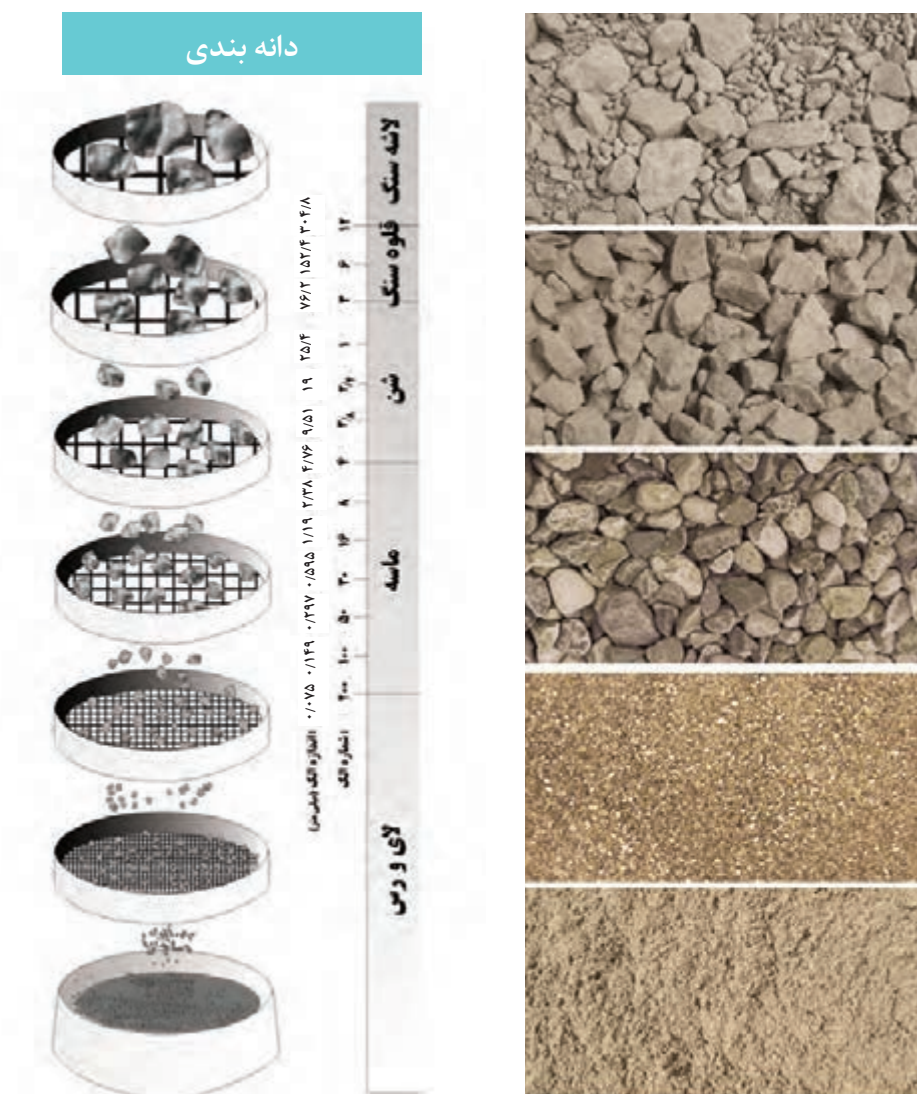 دانه بندی
لاشه سنگ
قلوه سنگ
شن
ماسه
لای و رس
۱۲ ۶ ۳ ۱ ۳/۴ ۳/۸ ۴ ۸ ۱۶ ۳۰ ۵۰ ۱۰۰ ۲۰۰ شماره الک
۳۰۴/۸ ۱۵۲/۴ ۷۶/۲ ۲۵/۴ ۱۹ ۹/۵۱ ۴/۷۶ ۲/۳۸ ۱/۱۹ ۰/۵۹۵ ۰/۲۹۷ ۰/۱۴۹ ۰/۰۷۵ اندازه الک (میلی متر)